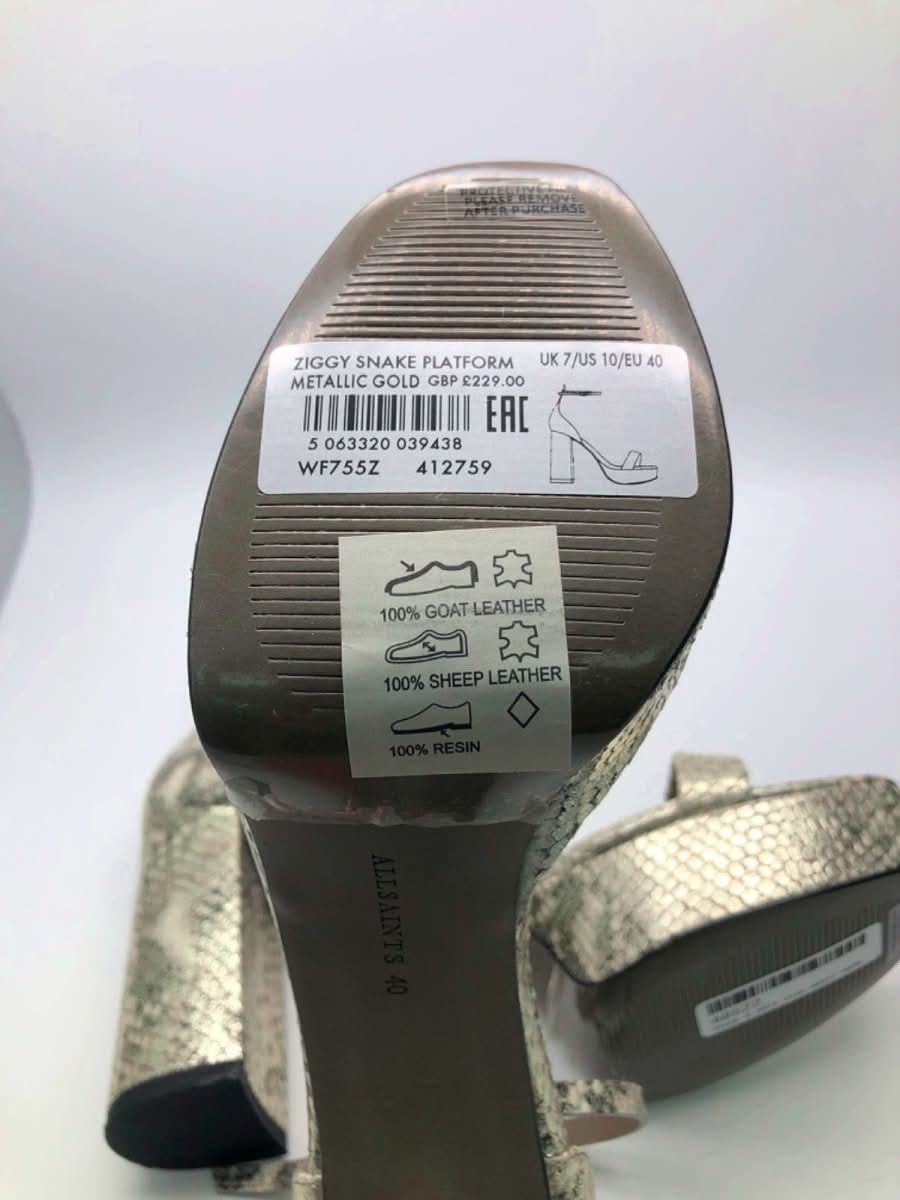 PROTECTIVE
PLEASE REMOVE
AFTER PURCHASE
ZIGGY SNAKE PLATFORM UK 7/US 10/EU 40
METALLIC GOLD GBP £229.00
EAC
5 063320 039438
WF755Z 412759
100% GOAT LEATHER
100% SHEEP LEATHER
100% RESIN
ALLSAINTS 40